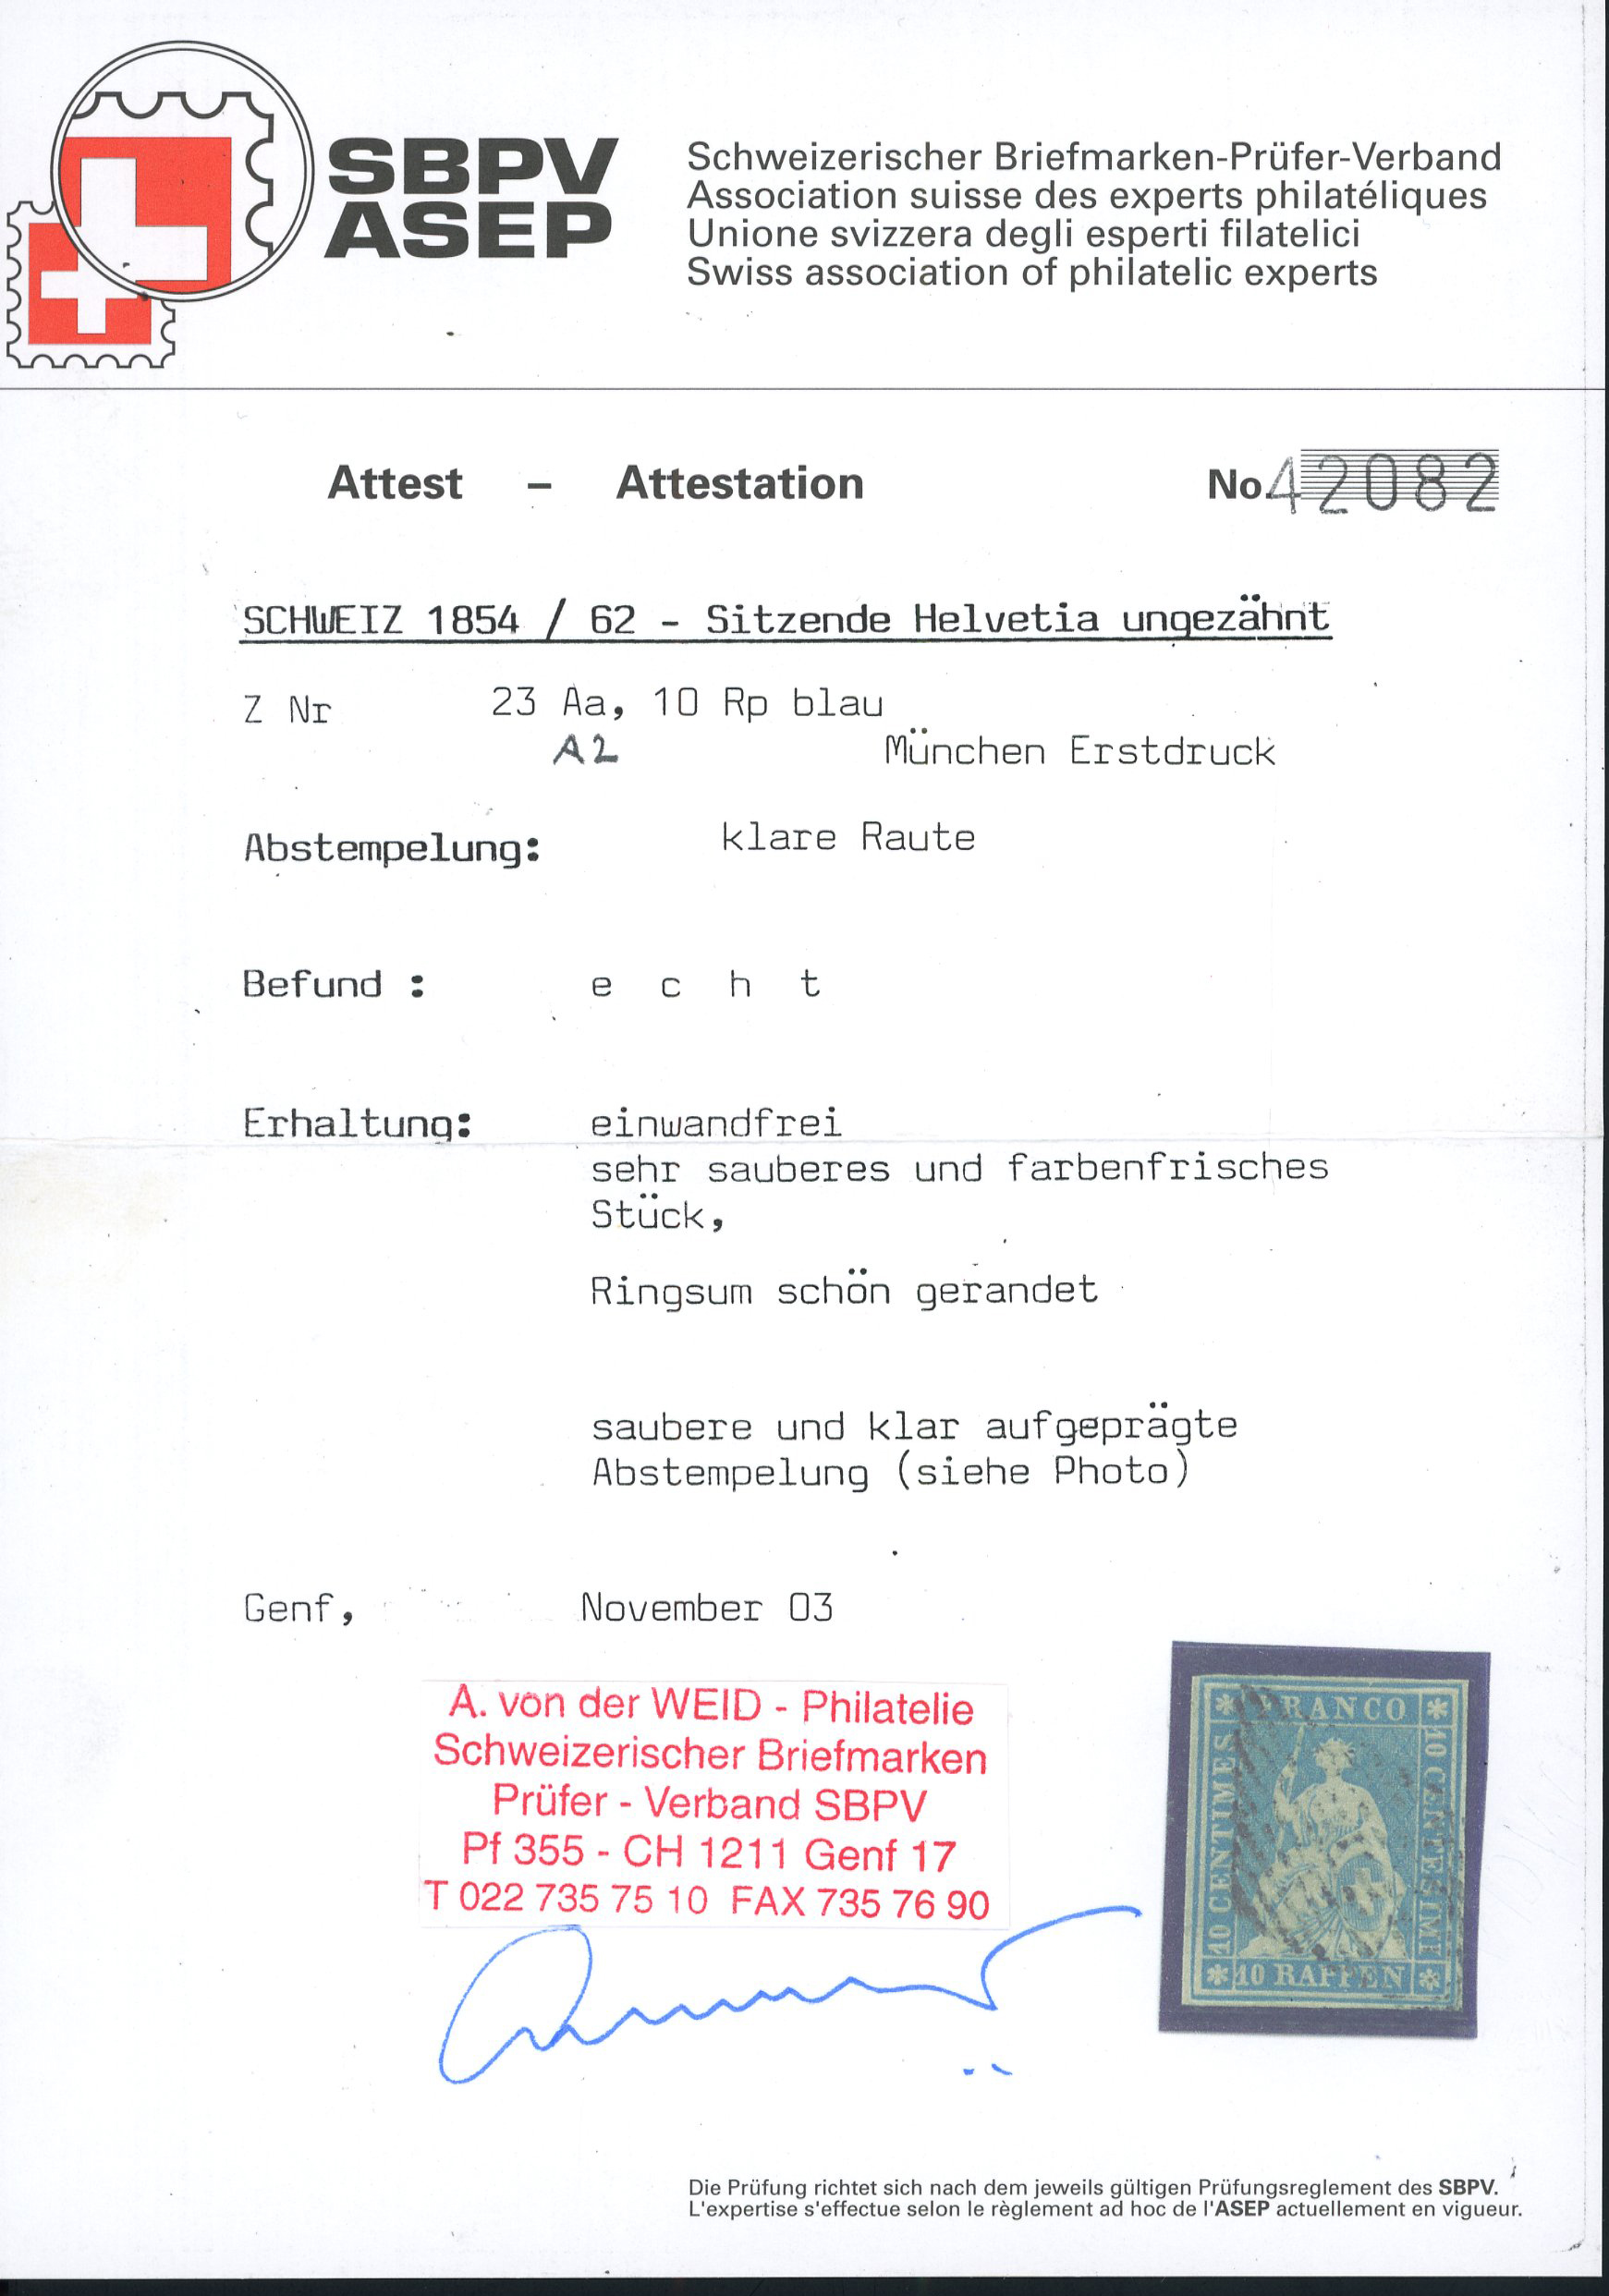 SBPV
ASEP
Schweizerischer Briefmarken-Prüfer-Verband
Association suisse des experts philatéliques
Unione svizzera degli esperti filatelici
Swiss association of philatelic experts
Attest – Attestation No. 42082
SCHWEIZ 1854 / 62 - Sitzende Helvetia ungezähnt
Z Nr 23 Aa, 10 Rp blau
A2 München Erstdruck
Abstempelung: klare Raute
Befund : e c h t
Erhaltung: einwandfrei
sehr sauberes und farbenfrisches
Stück,
Ringsum schön gerandet
saubere und klar aufgeprägte
Abstempelung (siehe Photo)
Genf, November 03
A. von der WEID - Philatelie
Schweizerischer Briefmarken
Prüfer - Verband SBPV
Pf 355 - CH 1211 Genf 17
T 022 735 75 10 FAX 735 76 90
FRANCO
10 CENTIMES
10 CENTESIMI
10 RAPPEN
Die Prüfung richtet sich nach dem jeweils gültigen Prüfungsreglement des SBPV.
L'expertise s'effectue selon le règlement ad hoc de l'ASEP actuellement en vigueur.